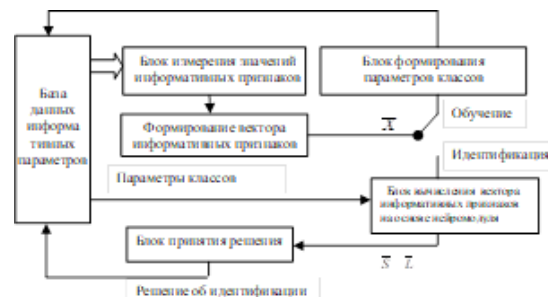 Блок измерения значений
информативных признаков
Блок формирования
параметров классов
База
данных
информа
тивных
параметров
Формирование вектора
информативных признаков
X
Обучение
Идентификация
Параметры классов
Блок вычисления вектора
информативных признаков
на основе нейромодуля
Блок принятия решения
S L
Решение об идентификации